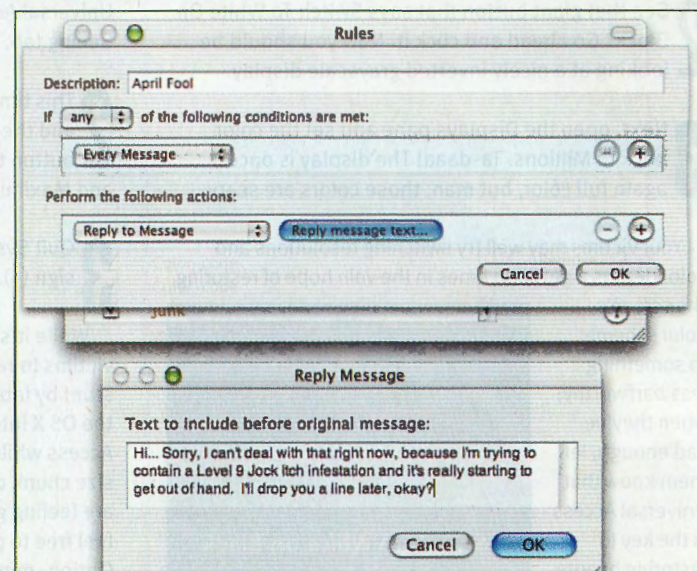 Rules
Description: April Fool
If any of the following conditions are met:
Every Message
Perform the following actions:
Reply to Message Reply message text...
Cancel OK
Junk
Reply Message
Text to include before original message:
Hi... Sorry, I can't deal with that right now, because I'm trying to
contain a Level 9 Jock Itch infestation and it's really starting to
get out of hand. I'll drop you a line later, okay?
Cancel OK